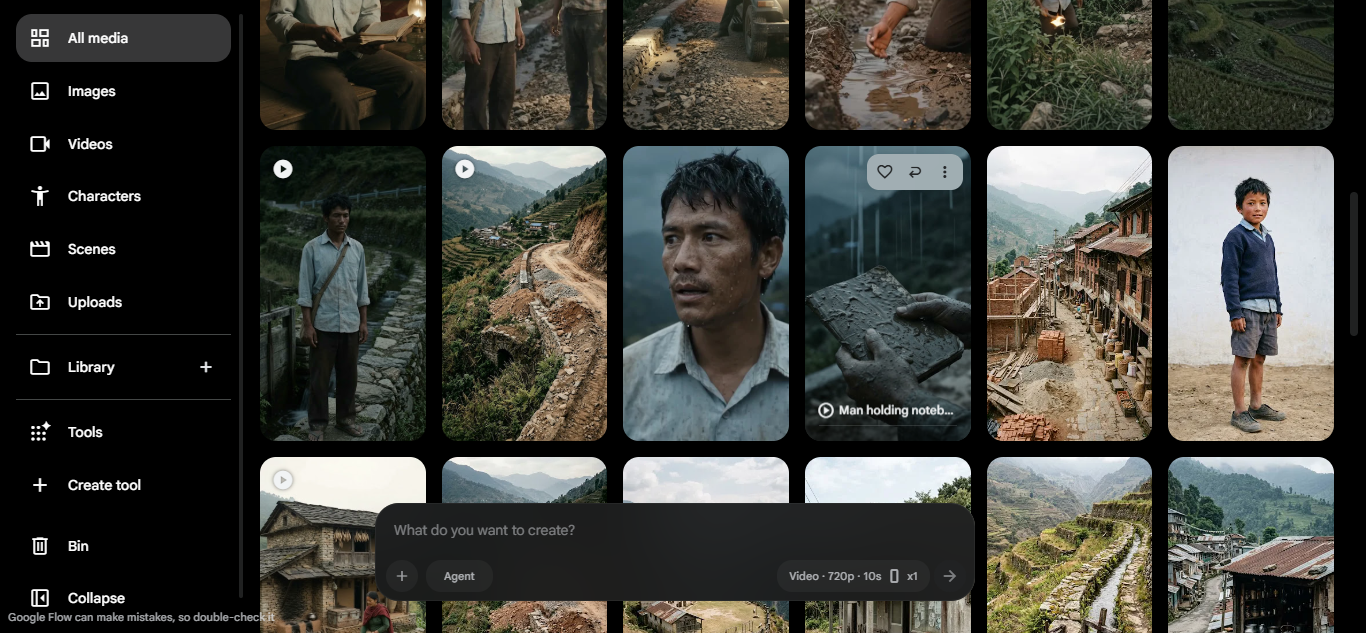 All media
Images
Videos
Characters
Scenes
Uploads
Library
Tools
Create tool
Bin
Collapse
Google Flow can make mistakes, so double-check it
Man holding noteb...
What do you want to create?
Agent
Video · 720p · 10s x1